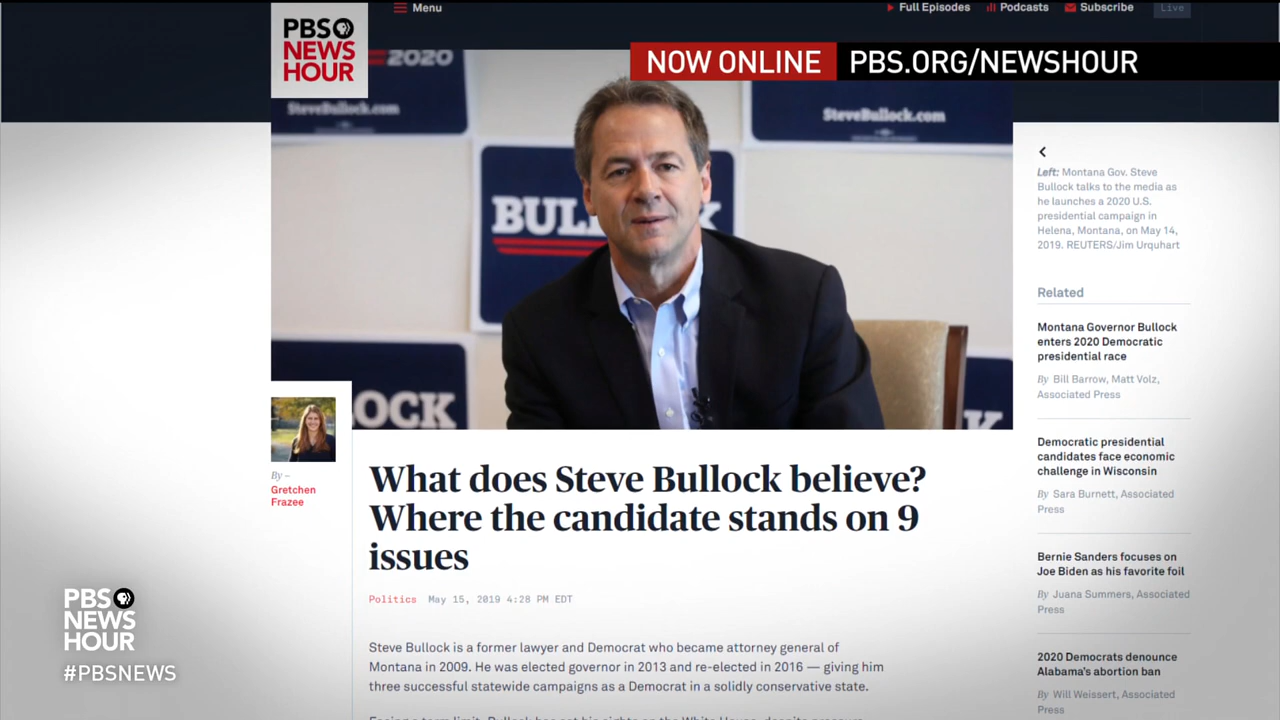 PBS
NEWS
HOUR
Menu
Full Episodes
Podcasts
Subscribe
Live
NOW ONLINE
PBS.ORG/NEWSHOUR
2020
SteveBullock.com
SteveBullock.com
BUL K
OCK
K
Left: Montana Gov. Steve
Bullock talks to the media as
he launches a 2020 U.S.
presidential campaign in
Helena, Montana, on May 14,
2019. REUTERS/Jim Urquhart
Related
Montana Governor Bullock
enters 2020 Democratic
presidential race
By Bill Barrow, Matt Volz,
Associated Press
Democratic presidential
candidates face economic
challenge in Wisconsin
By Sara Burnett, Associated
Press
Bernie Sanders focuses on
Joe Biden as his favorite foil
By Juana Summers, Associated
Press
2020 Democrats denounce
Alabama's abortion ban
By Will Weissert, Associated
Press
By –
Gretchen
Frazee
What does Steve Bullock believe?
Where the candidate stands on 9
issues
Politics May 15, 2019 4:28 PM EDT
Steve Bullock is a former lawyer and Democrat who became attorney general of
Montana in 2009. He was elected governor in 2013 and re-elected in 2016 — giving him
three successful statewide campaigns as a Democrat in a solidly conservative state.
PBS
NEWS
HOUR
#PBSNEWS